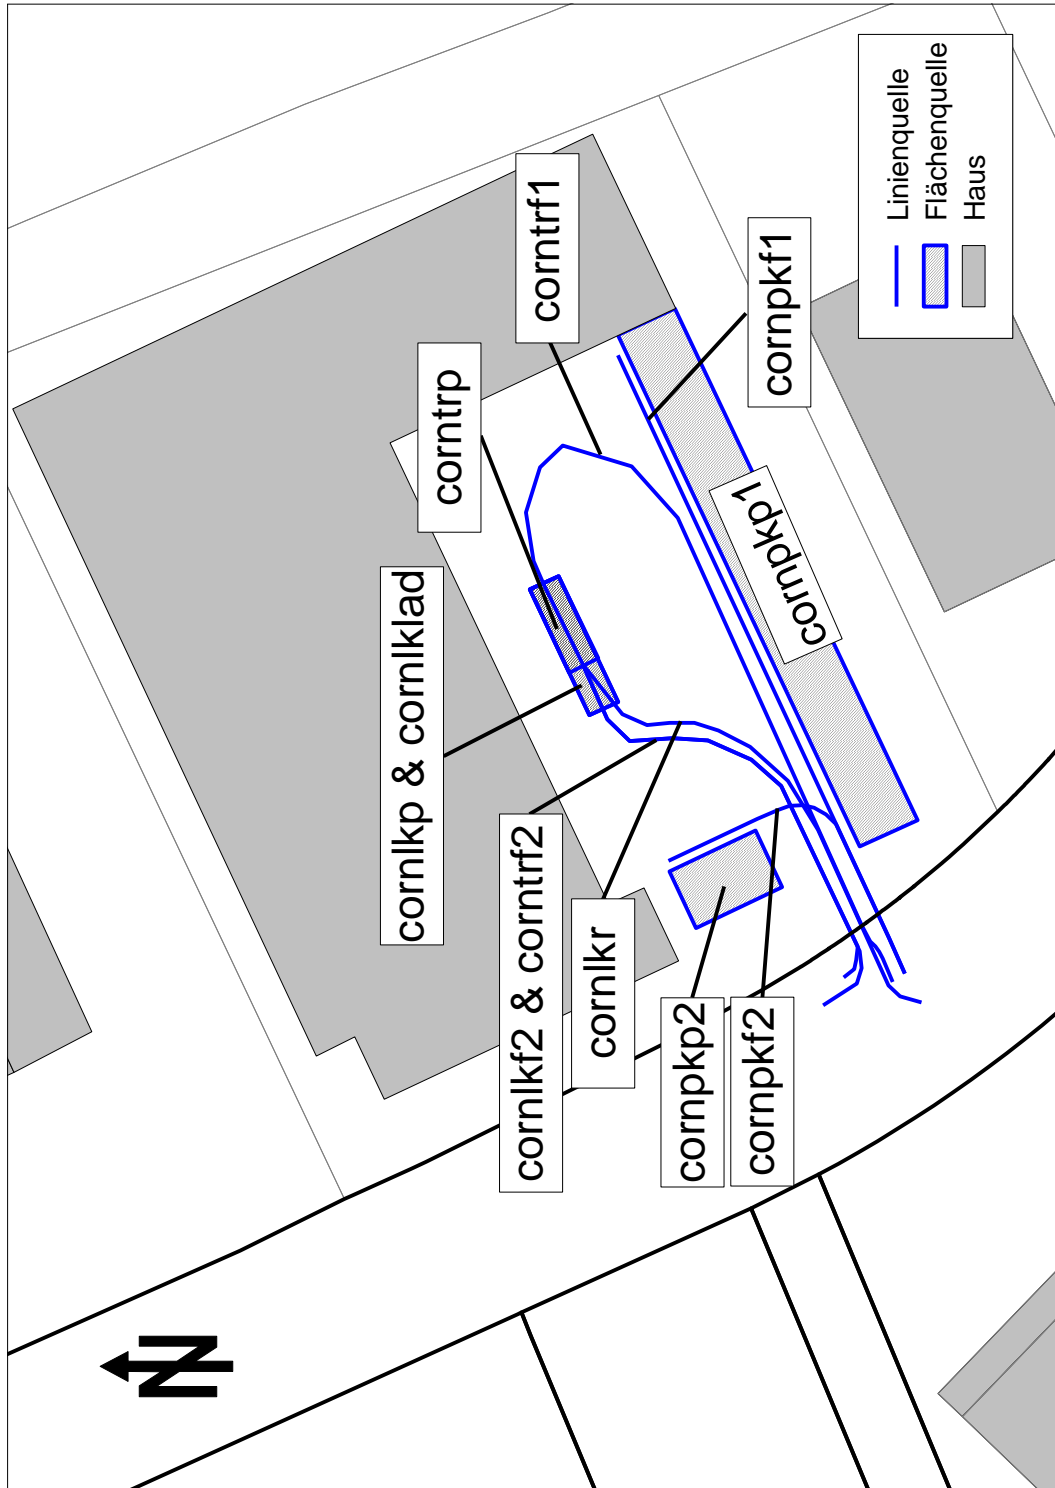 corntrf1
corntrp
cornpkf1
cornlkp & cornlklad
cornpkp1
cornlkf2 & corntrf2
cornlkr
cornpkp2
cornpkf2
Linienquelle
Flächenquelle
Haus
N